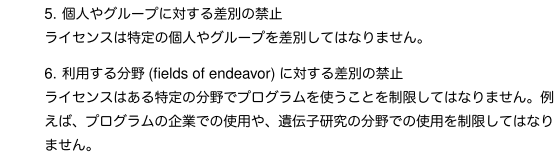 5. 個人やグループに対する差別の禁止
ライセンスは特定の個人やグループを差別してはなりません。
6. 利用する分野 (fields of endeavor) に対する差別の禁止
ライセンスはある特定の分野でプログラムを使うことを制限してはなりません。例
えば、プログラムの企業での使用や、遺伝子研究の分野での使用を制限してはなり
ません。